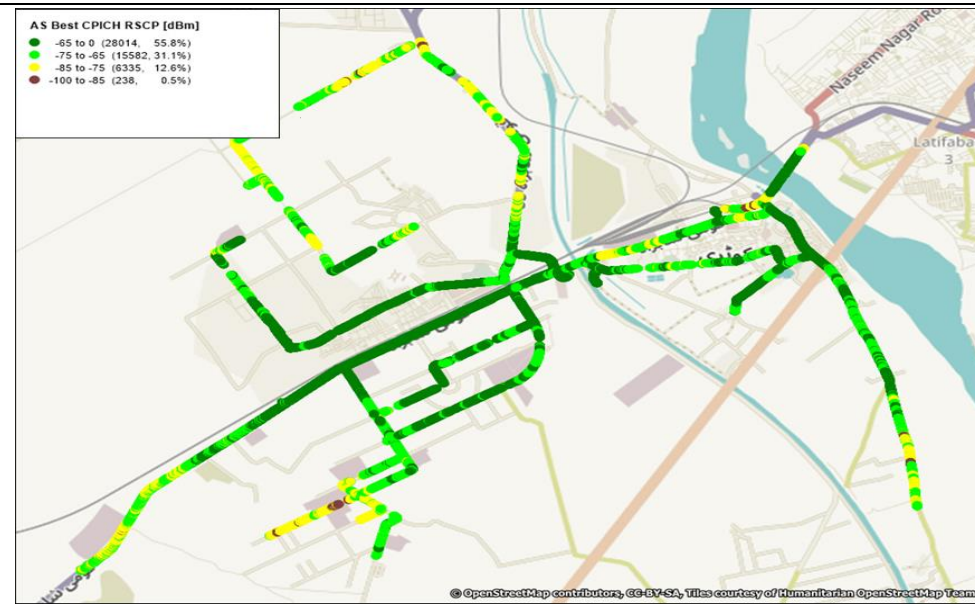 AS Best CPICH RSCP [dBm]
-65 to 0 (28014, 55.8%)
-75 to -65 (15582, 31.1%)
-85 to -75 (6335, 12.6%)
-100 to -85 (238, 0.5%)
NaseemNagar Ro
Latifaba
3
کوٹری
© OpenStreetMap contributors, CC-BY-SA, Tiles courtesy of Humanitarian OpenStreetMap Team